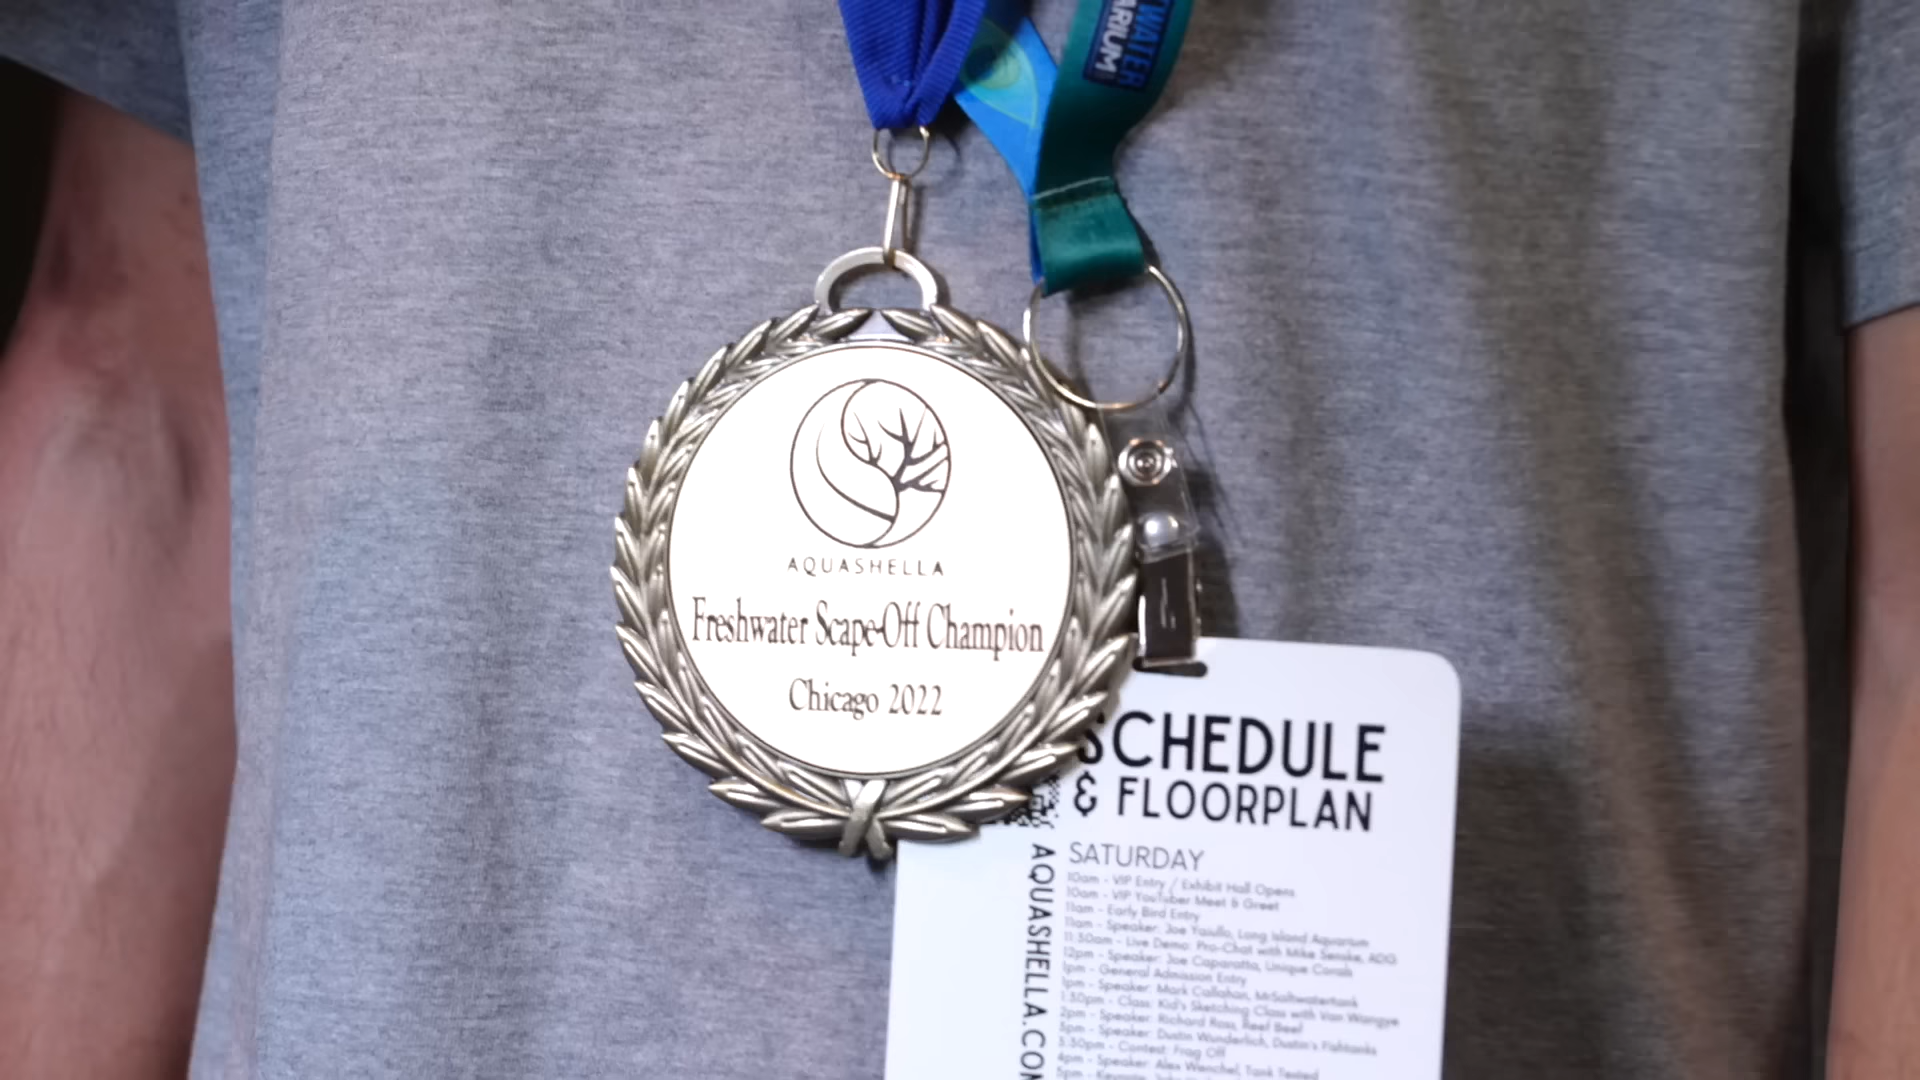 TWATER
ARIUM
AQUASHELLA
Freshwater Scape-Off Champion
Chicago 2022
SCHEDULE
& FLOORPLAN
AQUASHELLA.COM
SATURDAY
10am - VIP Entry / Exhibit Hall Opens
10am - VIP YouTuber Meet & Greet
11am - Early Bird Entry
11am - Speaker: Joe Yaiullo, Long Island Aquarium
11:30am - Live Demo: Pro-Chat with Mike Senske, ADG
12pm - Speaker: Joe Caparatta, Unique Corals
1pm - General Admission Entry
1pm - Speaker: Mark Callahan, MrSaltwatertank
1:30pm - Class: Kid's Sketching Class with Van Wangye
2pm - Speaker: Richard Ross, Reef Beef
3pm - Speaker: Dustin Wunderlich, Dustin's Fishtanks
3:30pm - Contest: Frag Off
4pm - Speaker: Alex Wenchel, Tank Tested
5pm - Keynote: